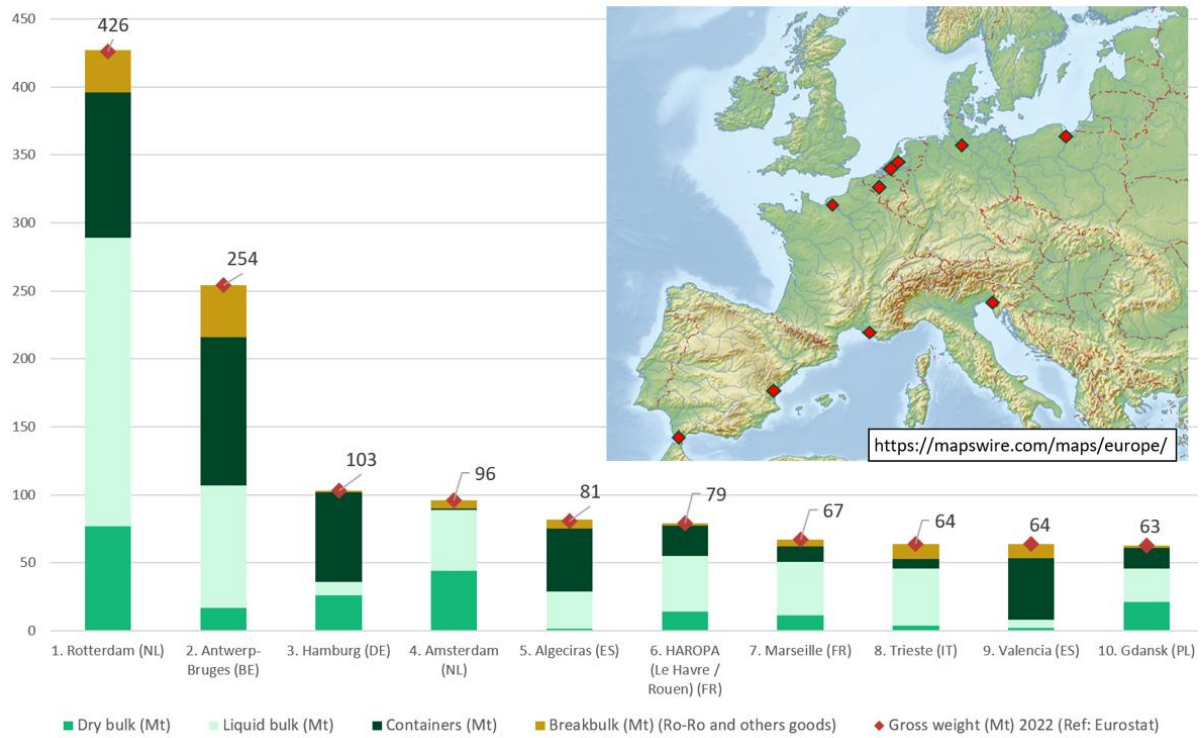 450
400
350
300
250
200
150
100
50
0
426
254
103
96
81
79
67
64
64
63
https://mapswire.com/maps/europe/
1. Rotterdam (NL)
2. Antwerp-
Bruges (BE)
3. Hamburg (DE)
4. Amsterdam
(NL)
5. Algeciras (ES)
6. HAROPA
(Le Havre /
Rouen) (FR)
7. Marseille (FR)
8. Trieste (IT)
9. Valencia (ES)
10. Gdansk (PL)
Dry bulk (Mt)
Liquid bulk (Mt)
Containers (Mt)
Breakbulk (Mt) (Ro-Ro and others goods)
Gross weight (Mt) 2022 (Ref: Eurostat)